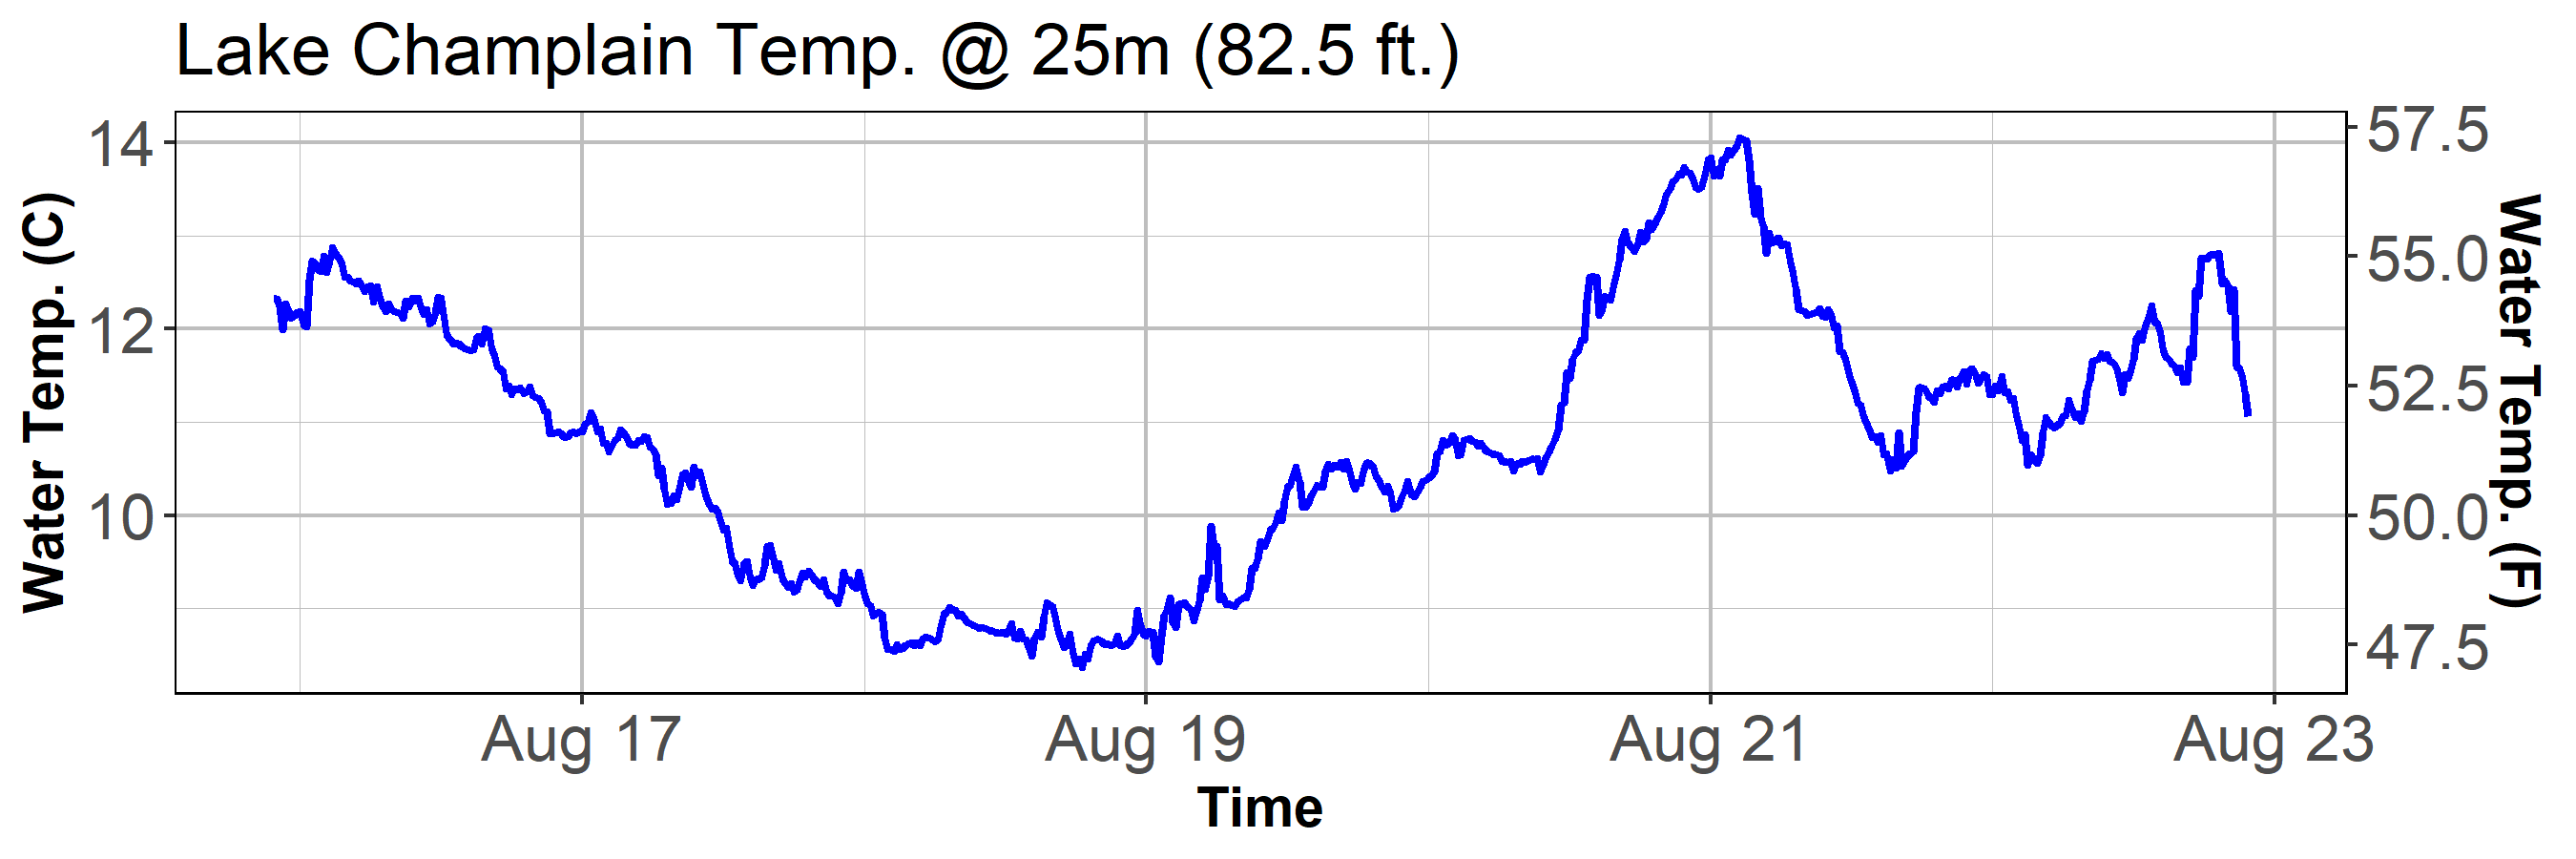 Lake Champlain Temp. @ 25m (82.5 ft.)
Water Temp. (C)
14
12
10
57.5
55.0
52.5
50.0
47.5
Water Temp. (F)
Aug 17 Aug 19 Aug 21 Aug 23
Time